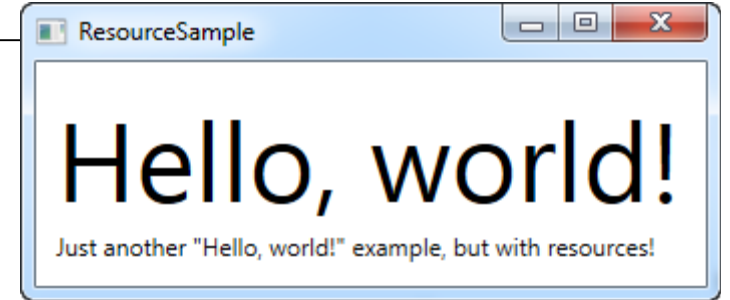 ResourceSample
Hello, world!
Just another "Hello, world!" example, but with resources!